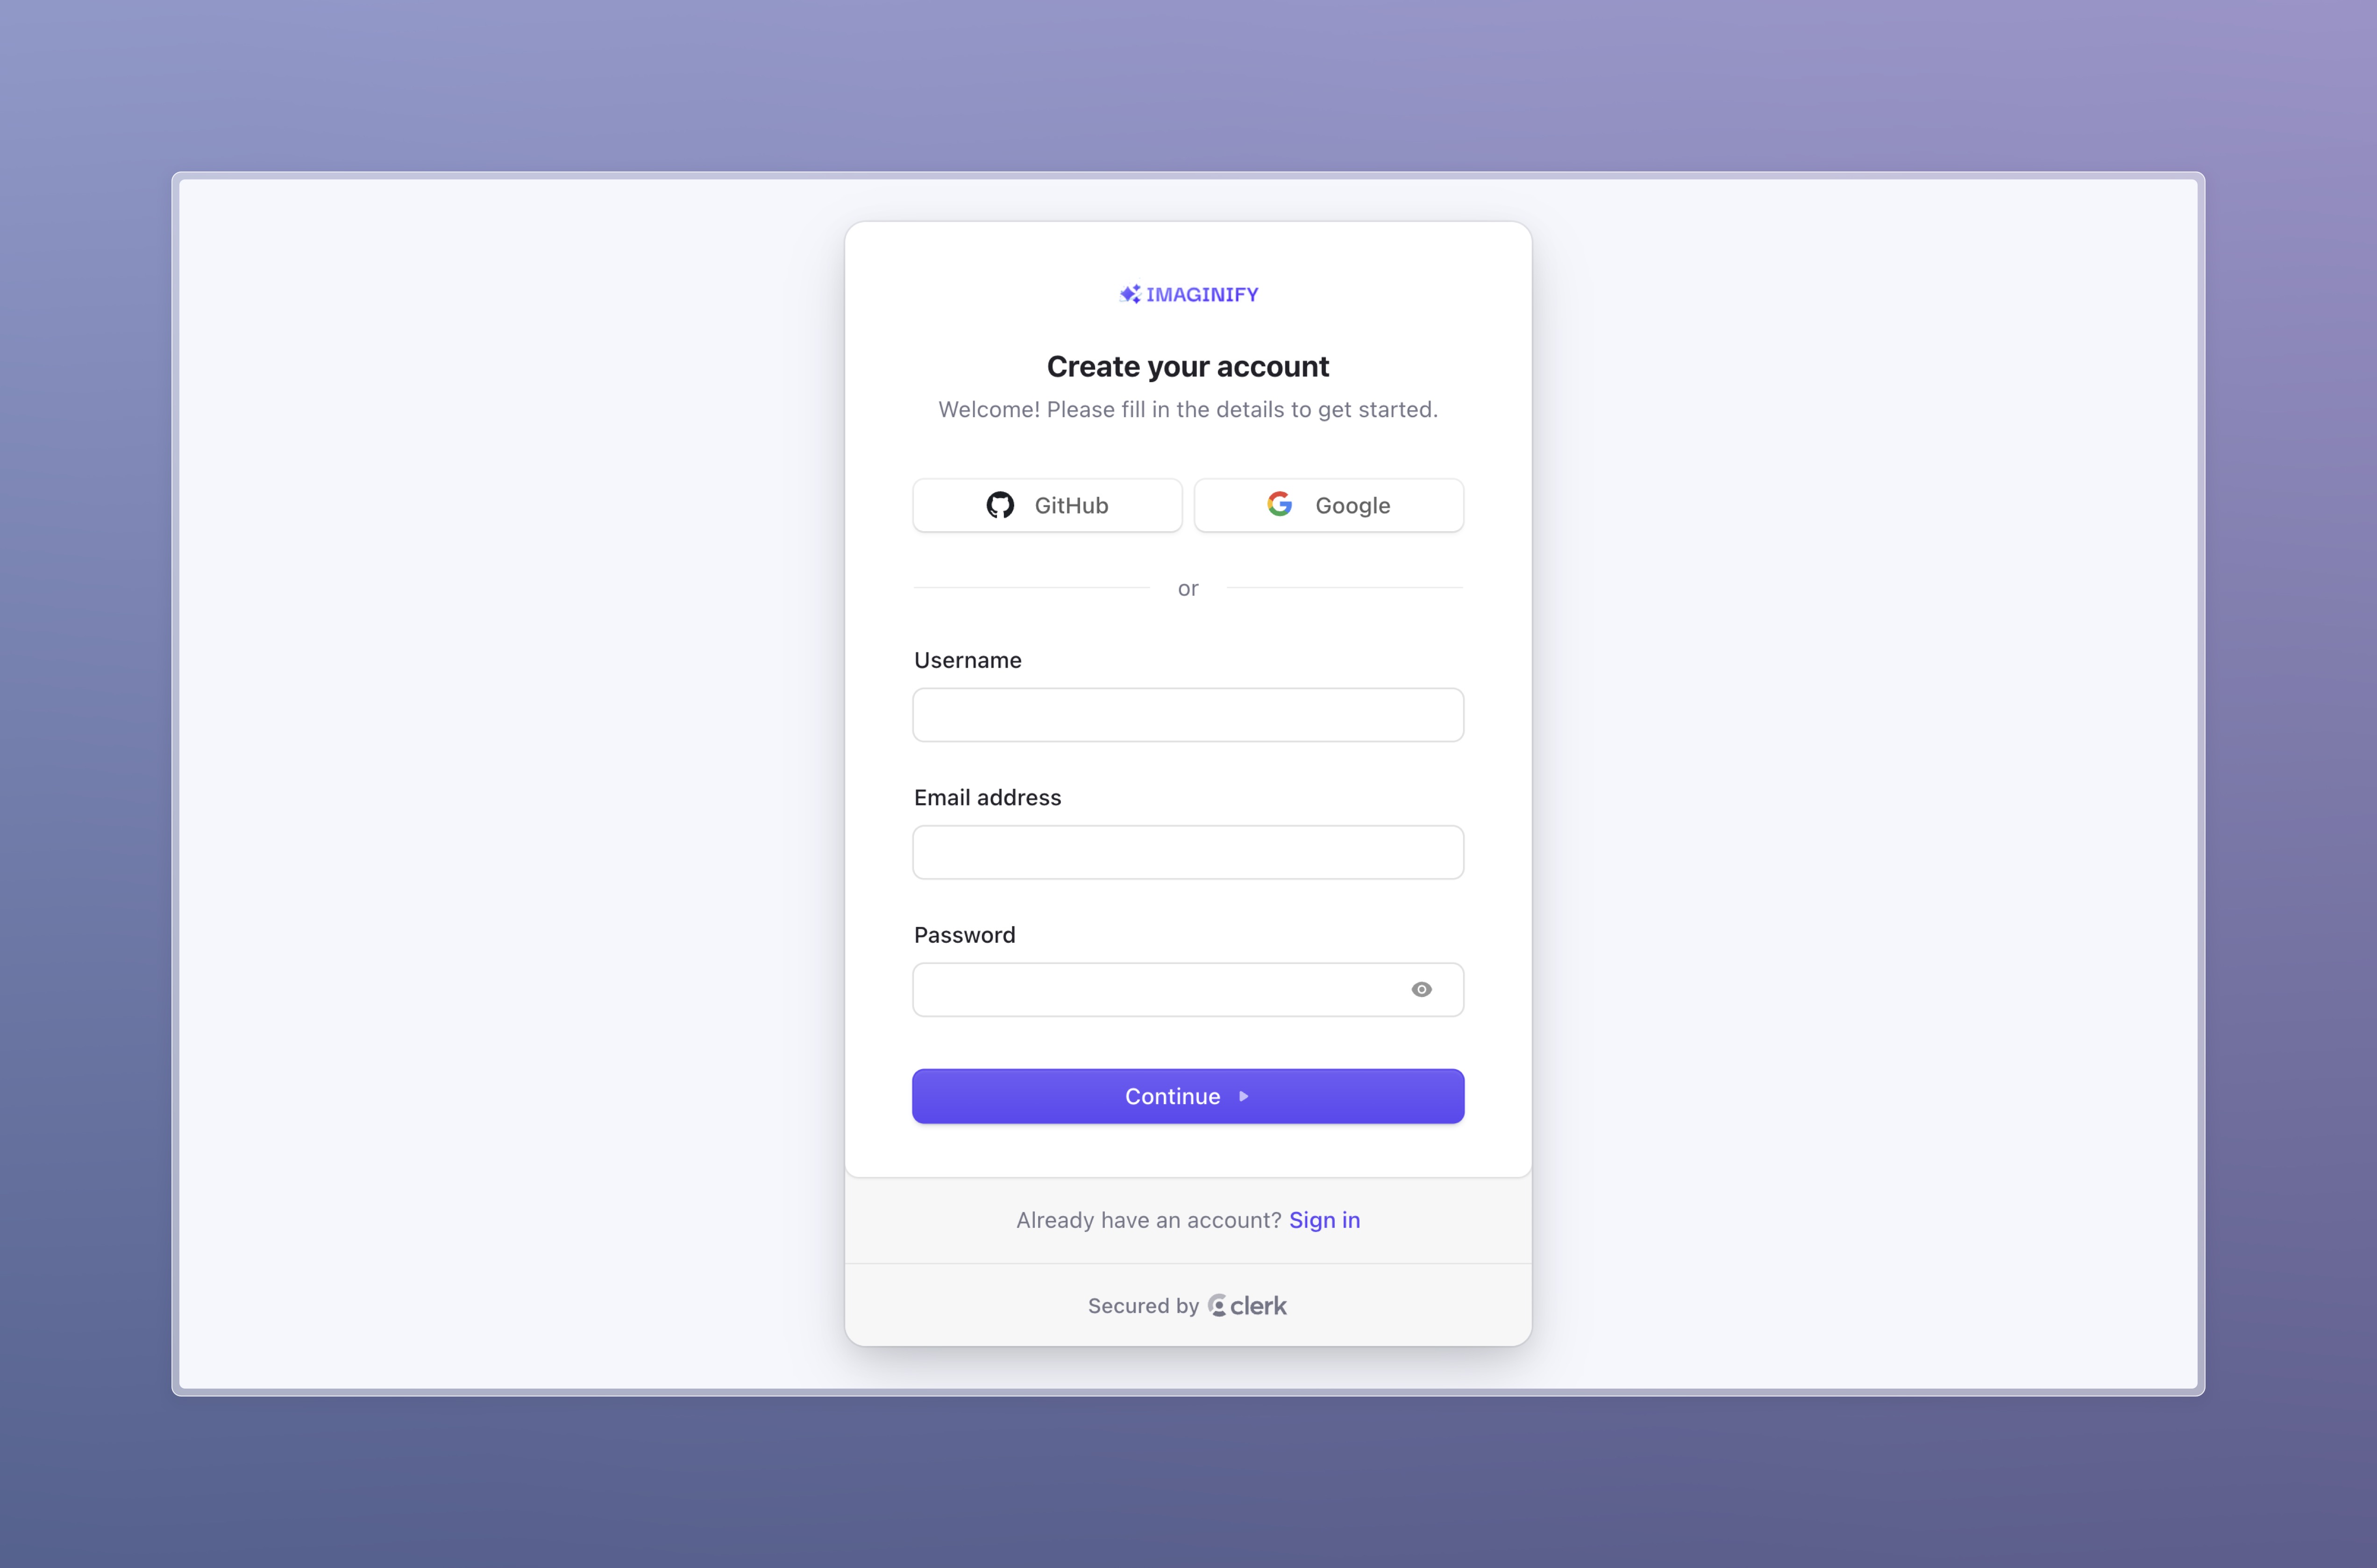 IMAGINIFY
Create your account
Welcome! Please fill in the details to get started.
GitHub
Google
or
Username
Email address
Password
Continue
Already have an account? Sign in
Secured by clerk